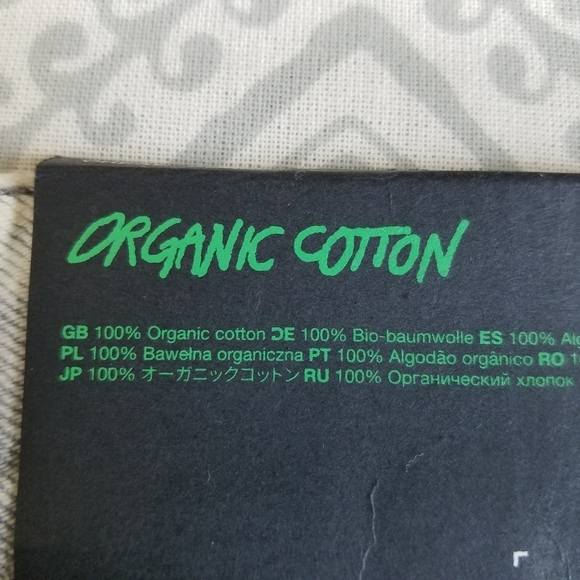 ORGANIC COTTON
GB 100% Organic cotton DE 100% Bio-baumwolle ES 100%
PL 100% Bawełna organiczna PT 100% Algodão orgânico RO
JP 100% オーガニックコットン RU 100% Органический хлопок